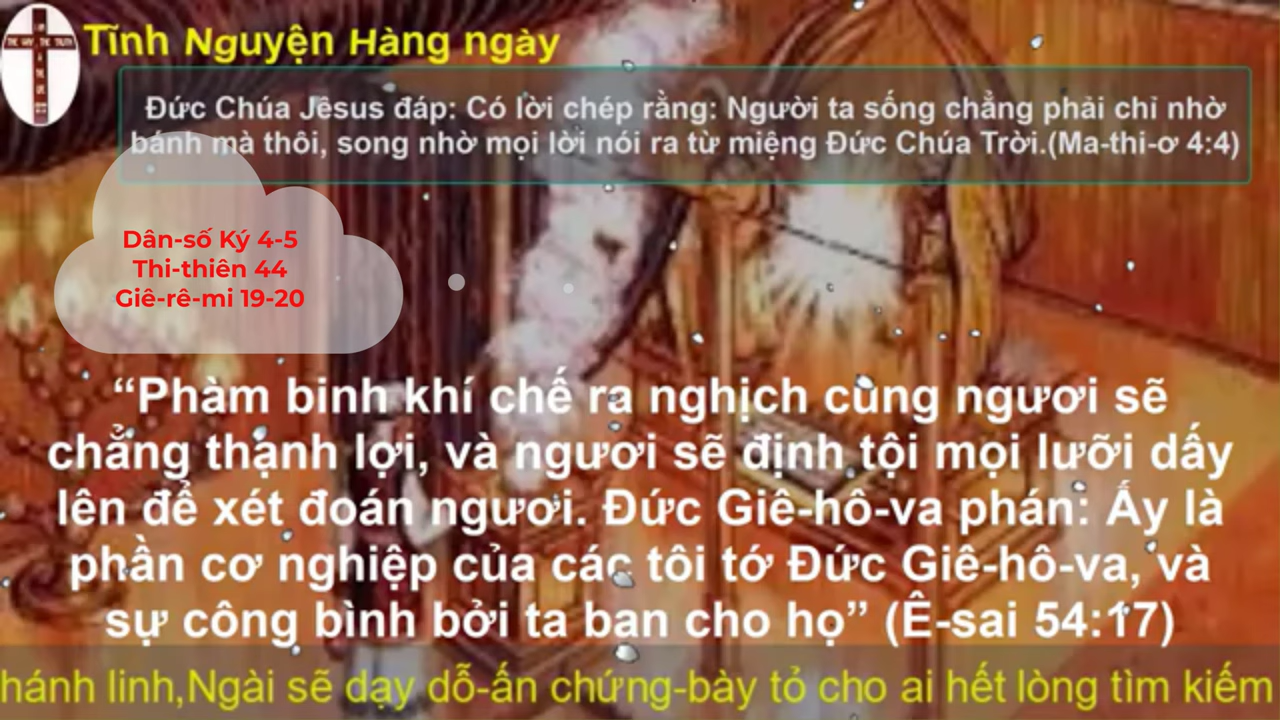 Tĩnh Nguyện Hàng ngày
Đức Chúa Jêsus đáp: Có lời chép rằng: Người ta sống chẳng phải chỉ nhờ
bánh mà thôi, song nhờ mọi lời nói ra từ miệng Đức Chúa Trời.(Ma-thi-ơ 4:4)
Dân-số Ký 4-5
Thi-thiên 44
Giê-rê-mi 19-20
“Phàm binh khí chế ra nghịch cùng ngươi sẽ
chẳng thạnh lợi, và ngươi sẽ định tội mọi lưỡi dấy
lên để xét đoán ngươi. Đức Giê-hô-va phán: Ấy là
phần cơ nghiệp của các tôi tớ Đức Giê-hô-va, và
sự công bình bởi ta ban cho họ” (Ê-sai 54:17)
hánh linh,Ngài sẽ dạy dỗ-ấn chứng-bày tỏ cho ai hết lòng tìm kiếm